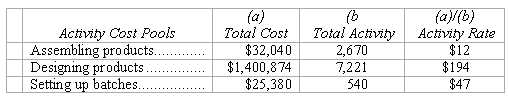 (a) (b (a)/(b)
Activity Cost Pools Total Cost Total Activity Activity Rate
Assembling products............. $32,040 2,670 $12
Designing products............... $1,400,874 7,221 $194
Setting up batches................. $25,380 540 $47